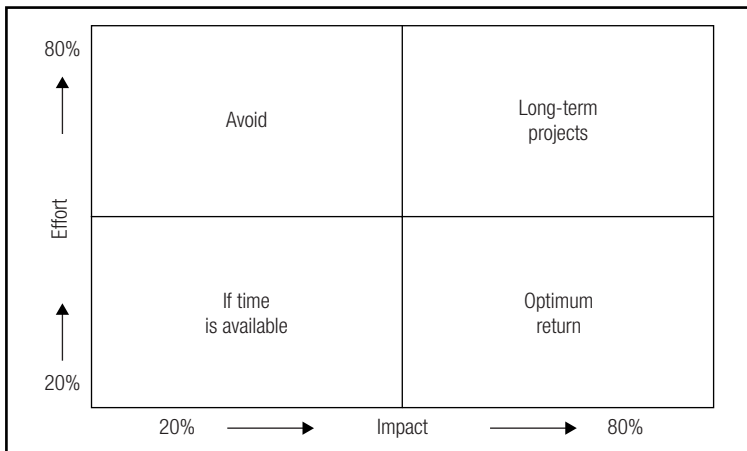 80%
Avoid
Long-term
projects
Effort
If time
is available
Optimum
return
20%
20%
Impact
80%